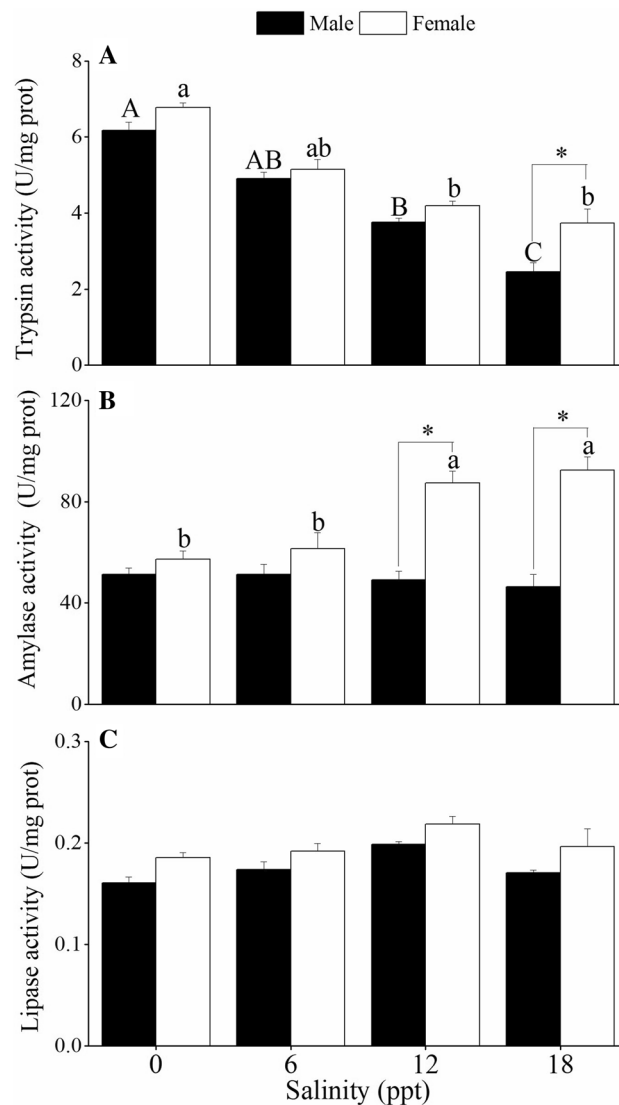 Male Female
A
8
6
4
2
0
Trypsin activity (U/mg prot)
A a
AB ab
B b
C b
*
B
120
80
40
0
Amylase activity (U/mg prot)
b
b
* a
* a
C
0.3
0.2
0.1
0.0
Lipase activity (U/mg prot)
0 6 12 18
Salinity (ppt)